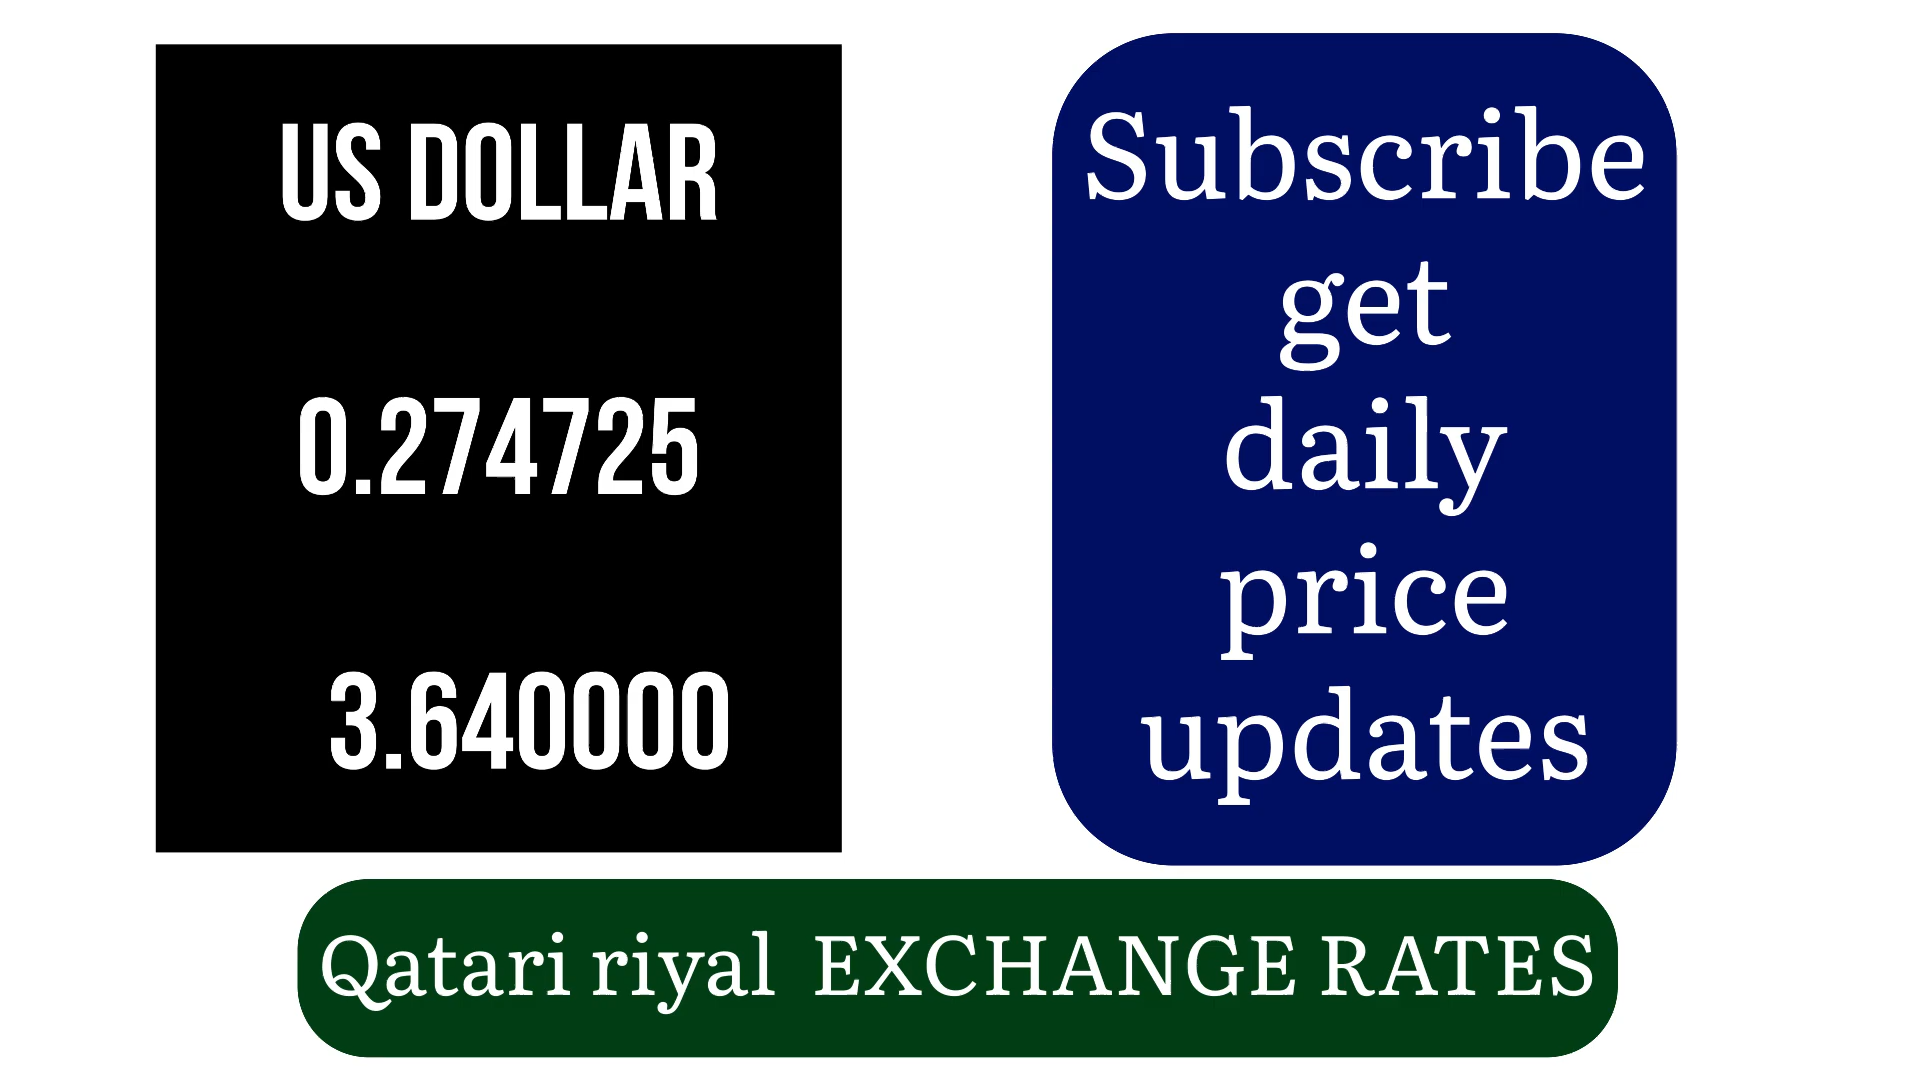 US DOLLAR
0.274725
3.640000
Subscribe
get
daily
price
updates
Qatari riyal EXCHANGE RATES